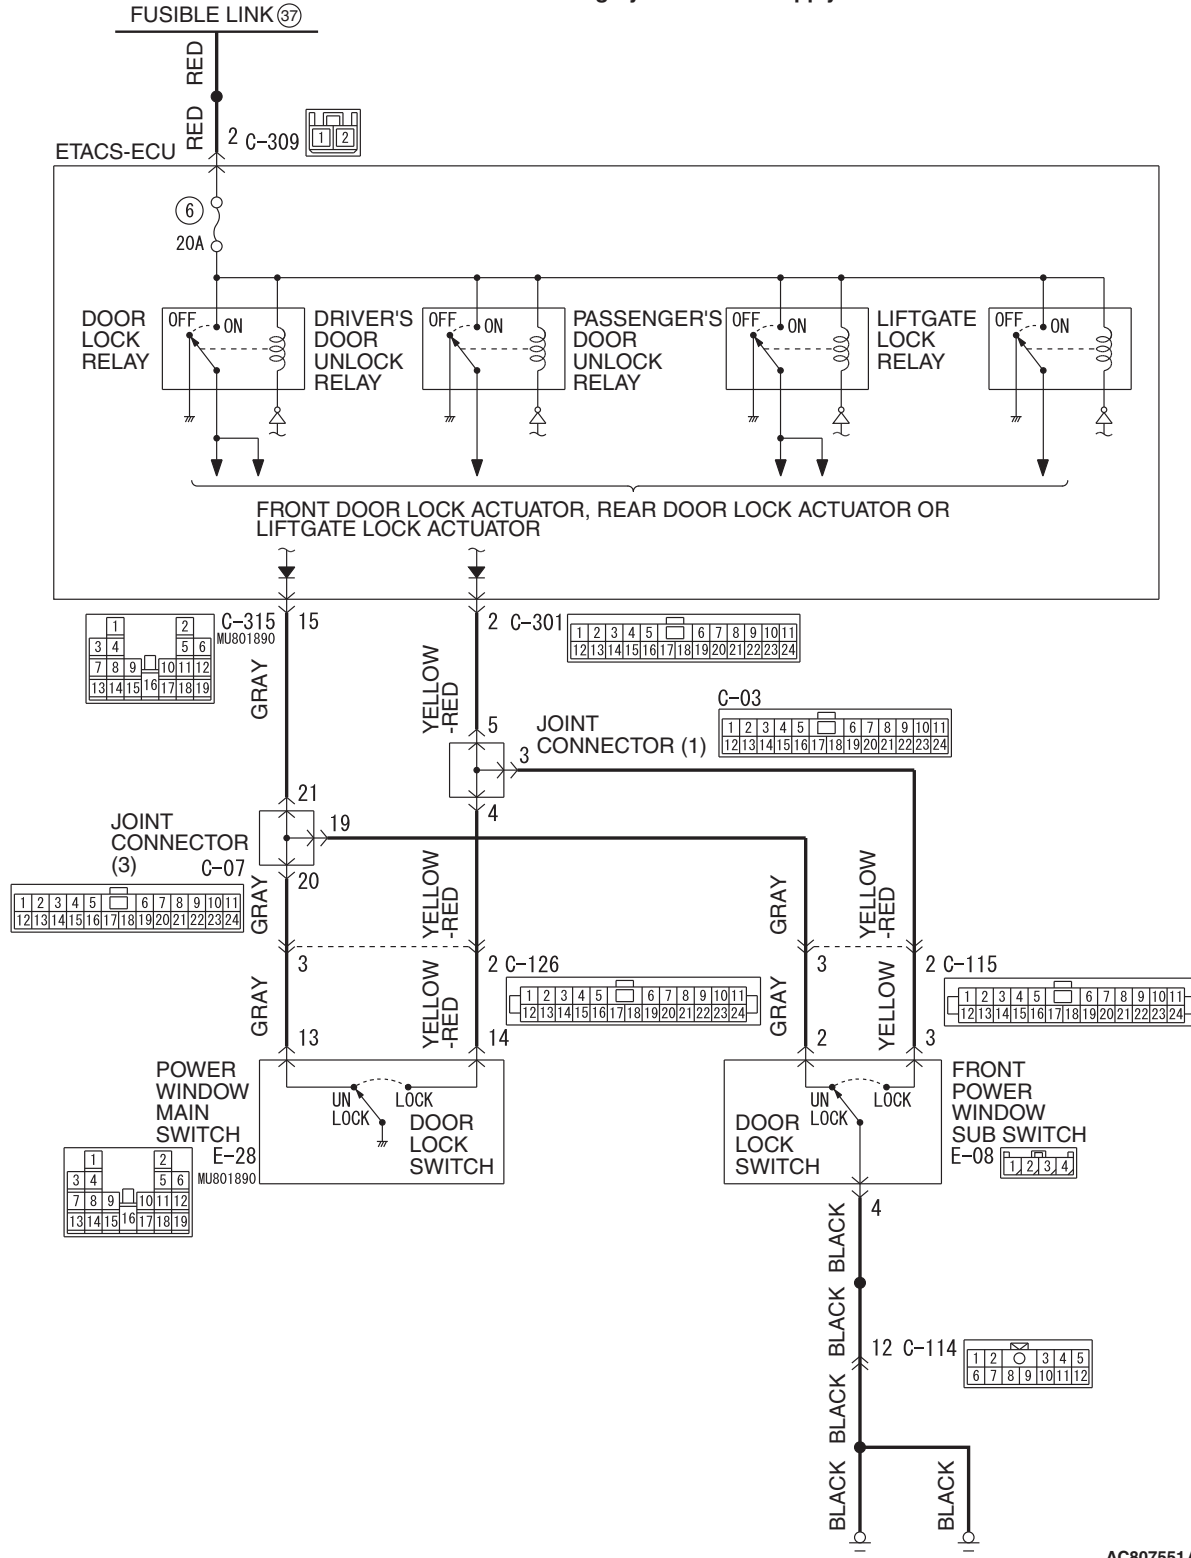 FUSIBLE LINK 37
RED
RED
2 C-309
1 2
ETACS-ECU
6
20A
DOOR
LOCK
RELAY
OFF ON
DRIVER'S
DOOR
UNLOCK
RELAY
OFF ON
PASSENGER'S
DOOR
UNLOCK
RELAY
OFF ON
LIFTGATE
LOCK
RELAY
OFF ON
FRONT DOOR LOCK ACTUATOR, REAR DOOR LOCK ACTUATOR OR
LIFTGATE LOCK ACTUATOR
C-315 15
MU801890
1 2
3 4 5 6
7 8 9 10 11 12
13 14 15 16 17 18 19
2 C-301
1 2 3 4 5 6 7 8 9 10 11
12 13 14 15 16 17 18 19 20 21 22 23 24
GRAY
YELLOW
-RED
5
JOINT
CONNECTOR (1)
C-03
1 2 3 4 5 6 7 8 9 10 11
12 13 14 15 16 17 18 19 20 21 22 23 24
3
4
21
JOINT
CONNECTOR
(3) C-07
19
20
1 2 3 4 5 6 7 8 9 10 11
12 13 14 15 16 17 18 19 20 21 22 23 24
GRAY
YELLOW
-RED
GRAY
YELLOW
-RED
3
2 C-126
1 2 3 4 5 6 7 8 9 10 11
12 13 14 15 16 17 18 19 20 21 22 23 24
3
2 C-115
1 2 3 4 5 6 7 8 9 10 11
12 13 14 15 16 17 18 19 20 21 22 23 24
GRAY
YELLOW
-RED
GRAY
YELLOW
13
14
2
3
POWER
WINDOW
MAIN
SWITCH
E-28
MU801890
1 2
3 4 5 6
7 8 9 10 11 12
13 14 15 16 17 18 19
UN
LOCK
LOCK
DOOR
LOCK
SWITCH
DOOR
LOCK
SWITCH
UN
LOCK
LOCK
FRONT
POWER
WINDOW
SUB SWITCH
E-08
1 2 3 4
4
BLACK
BLACK
12 C-114
1 2 3 4 5
6 7 8 9 10 11 12
BLACK
BLACK
BLACK